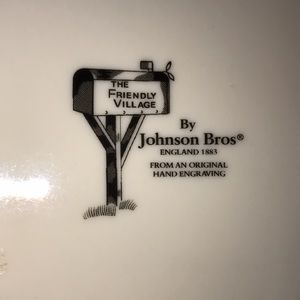 THE
FRIENDLY
VILLAGE
By
Johnson Bros®
ENGLAND 1883
FROM AN ORIGINAL
HAND ENGRAVING